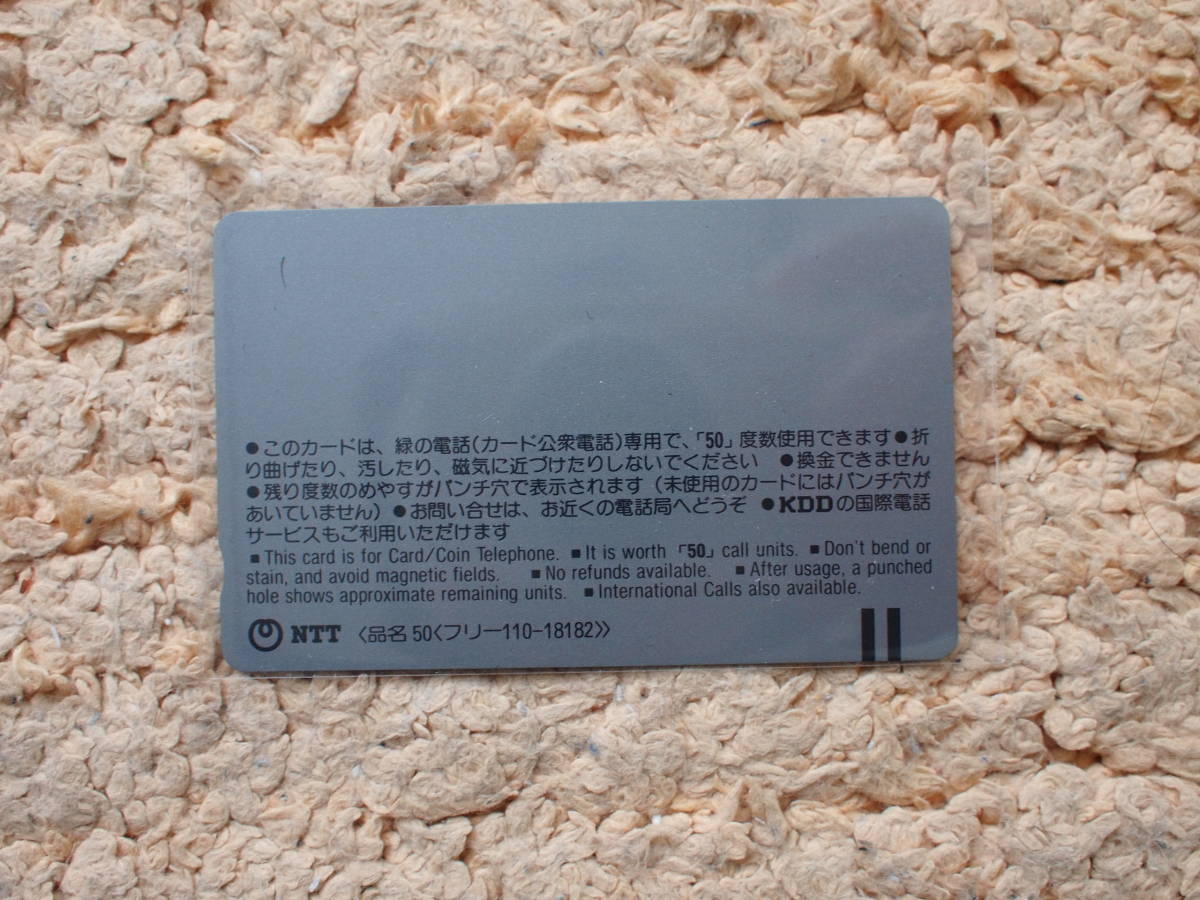 ●このカードは、緑の電話(カード公衆電話)専用で、「50」度数使用できます●折
り曲げたり、汚したり、磁気に近づけたりしないでください　●換金できません
●残り度数のめやすがパンチ穴で表示されます(未使用のカードにはパンチ穴が
あいていません)●お問い合せは、お近くの電話局へどうぞ ●KDDの国際電話
サービスもご利用いただけます
■This card is for Card/Coin Telephone. ■It is worth 「50」 call units. ■Don't bend or
stain, and avoid magnetic fields. ■No refunds available. ■After usage, a punched
hole shows approximate remaining units. ■International Calls also available.
NTT 〈品名 50〈フリー110-18182〉〉